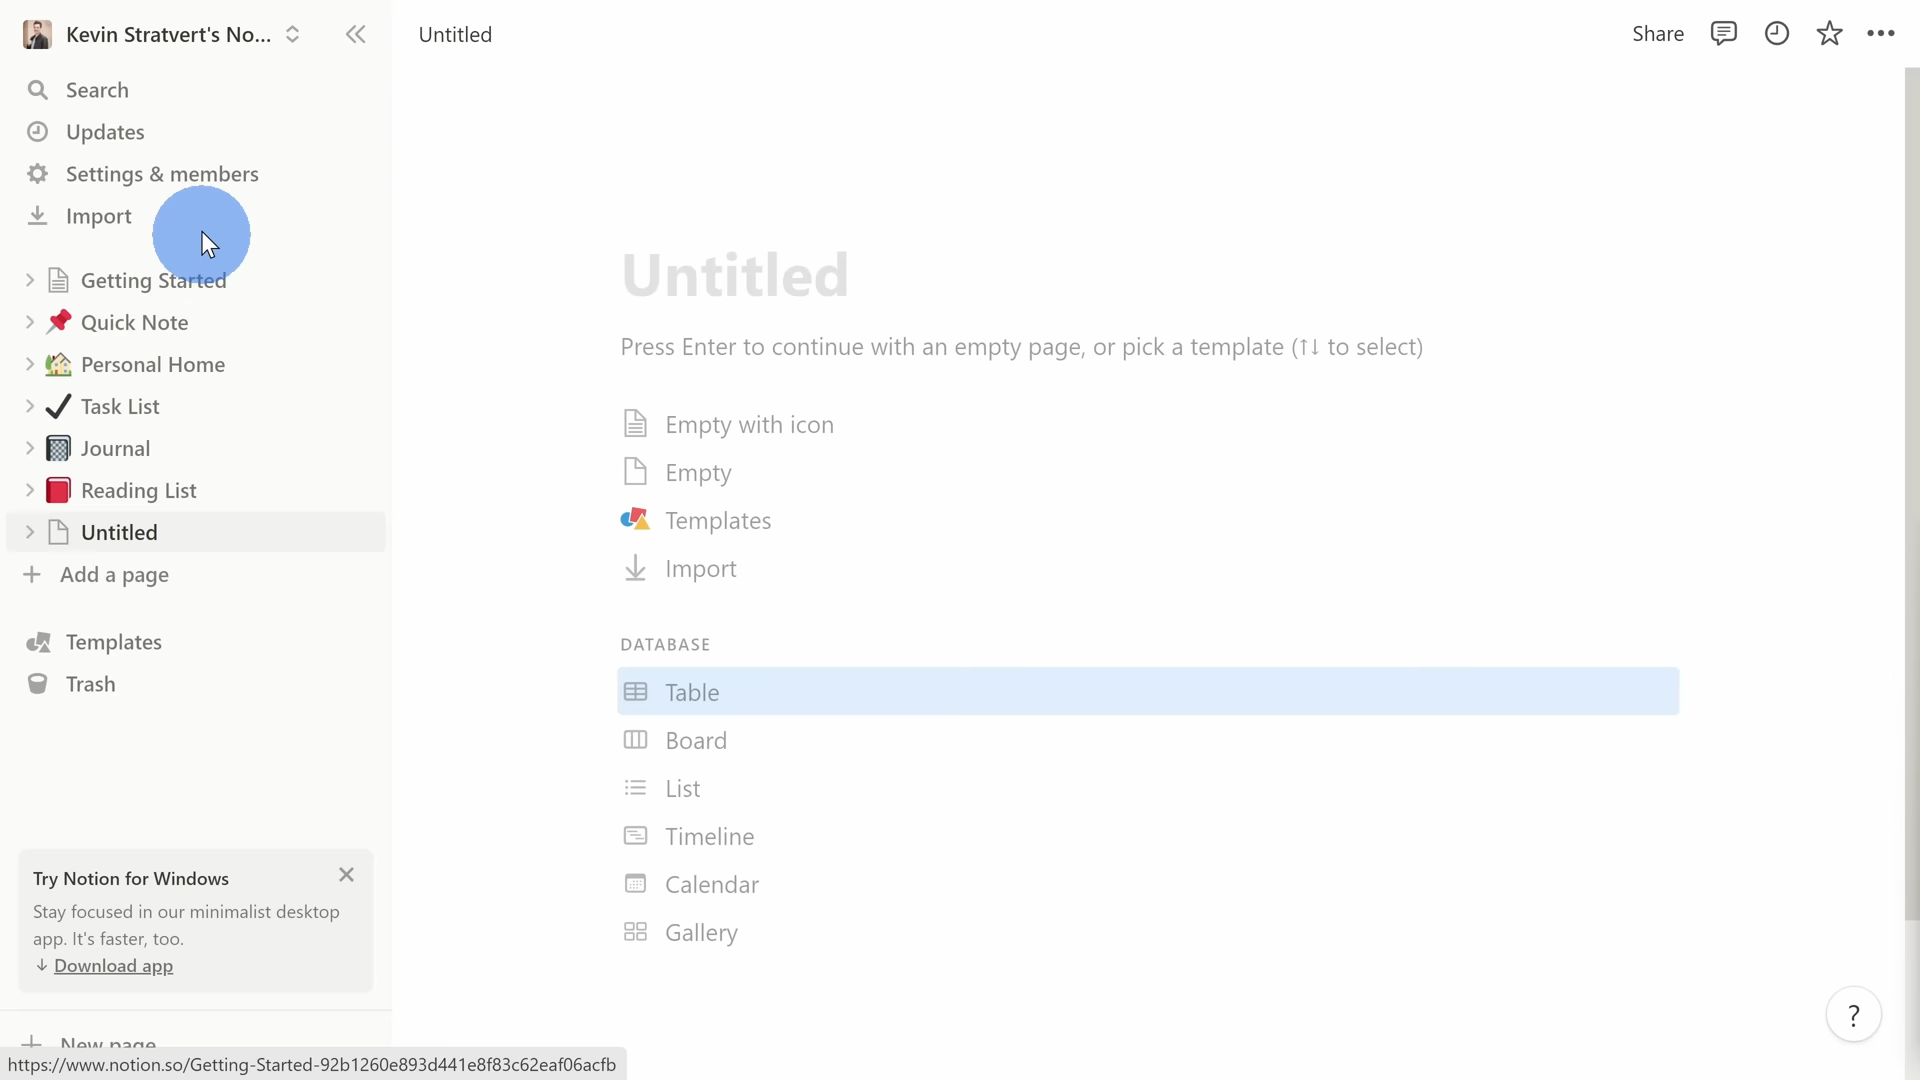 Kevin Stratvert's No...
Search
Updates
Settings & members
Import
Getting Started
Quick Note
Personal Home
Task List
Journal
Reading List
Untitled
Add a page
Templates
Trash
Try Notion for Windows
Stay focused in our minimalist desktop
app. It's faster, too.
↓ Download app
New page
https://www.notion.so/Getting-Started-92b1260e893d441e8f83c62eaf06acfb
Untitled
Share
Untitled
Press Enter to continue with an empty page, or pick a template (↑↓ to select)
Empty with icon
Empty
Templates
Import
DATABASE
Table
Board
List
Timeline
Calendar
Gallery
?